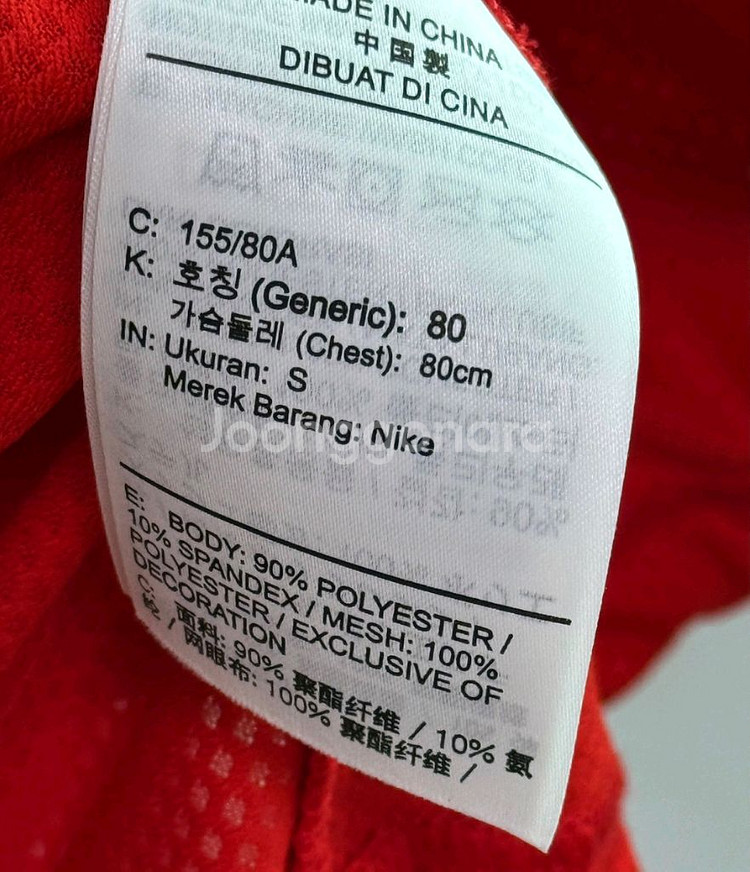 MADE IN CHINA
中国製
DIBUAT DI CINA
C: 155/80A
K: 호칭 (Generic): 80
가슴둘레 (Chest): 80cm
IN: Ukuran: S
Merek Barang: Nike
Joonggonara
E: BODY: 90% POLYESTER /
10% SPANDEX / MESH: 100%
POLYESTER / EXCLUSIVE OF
DECORATION
C: 面料: 90% 聚酯纤维 / 10% 氨
纶 / 网眼布: 100% 聚酯纤维 /